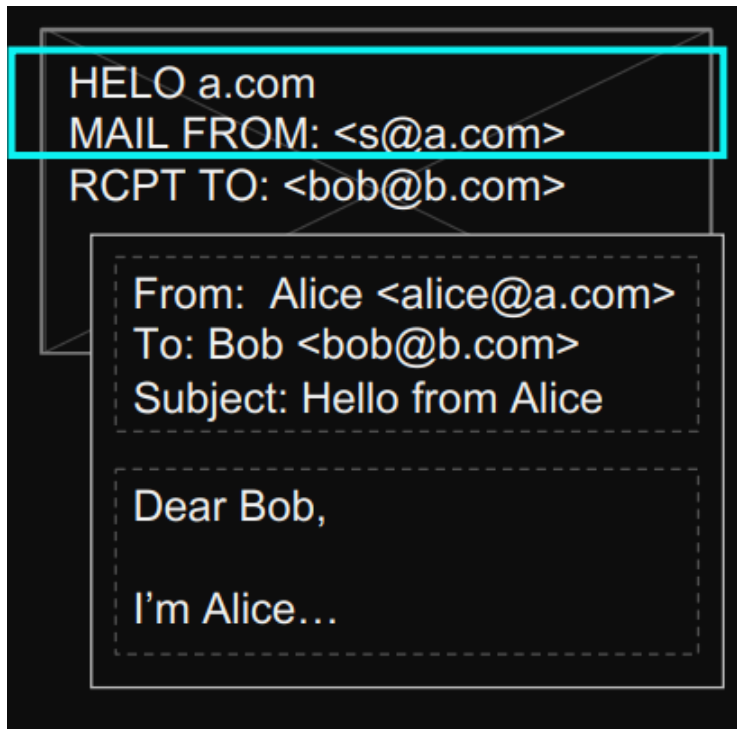 HELO a.com
MAIL FROM: <s@a.com>
RCPT TO: <bob@b.com>
From:  Alice <alice@a.com>
To: Bob <bob@b.com>
Subject: Hello from Alice
Dear Bob,
I’m Alice…